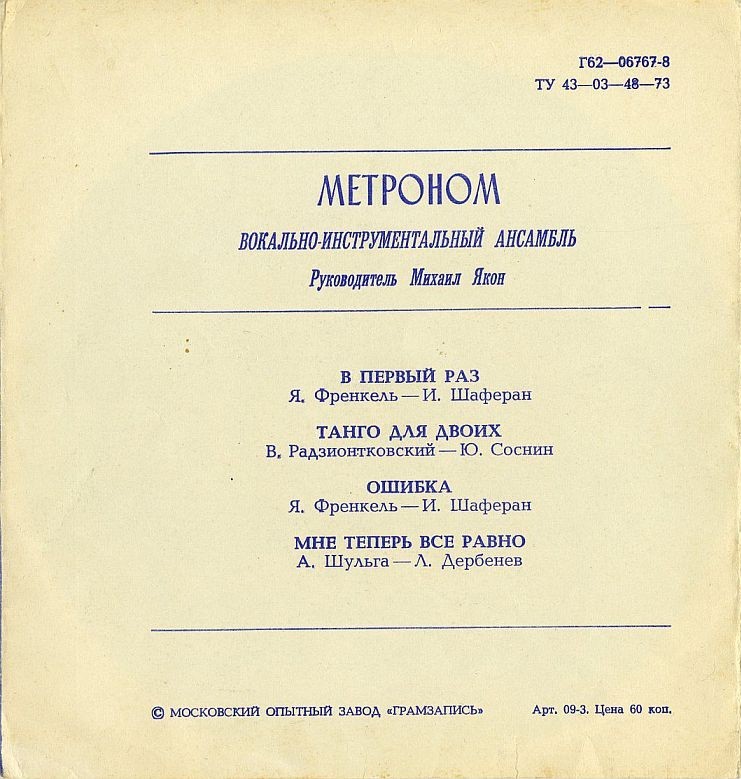 Г62—06767-8
ТУ 43—03—48—73
МЕТРОНОМ
ВОКАЛЬНО-ИНСТРУМЕНТАЛЬНЫЙ АНСАМБЛЬ
Руководитель Михаил Якон
В ПЕРВЫЙ РАЗ
Я. Френкель — И. Шаферан
ТАНГО ДЛЯ ДВОИХ
В. Радзионтковский — Ю. Соснин
ОШИБКА
Я. Френкель — И. Шаферан
МНЕ ТЕПЕРЬ ВСЕ РАВНО
А. Шульга — Л. Дербенев
© МОСКОВСКИЙ ОПЫТНЫЙ ЗАВОД «ГРАМЗАПИСЬ» Арт. 09-3. Цена 60 коп.